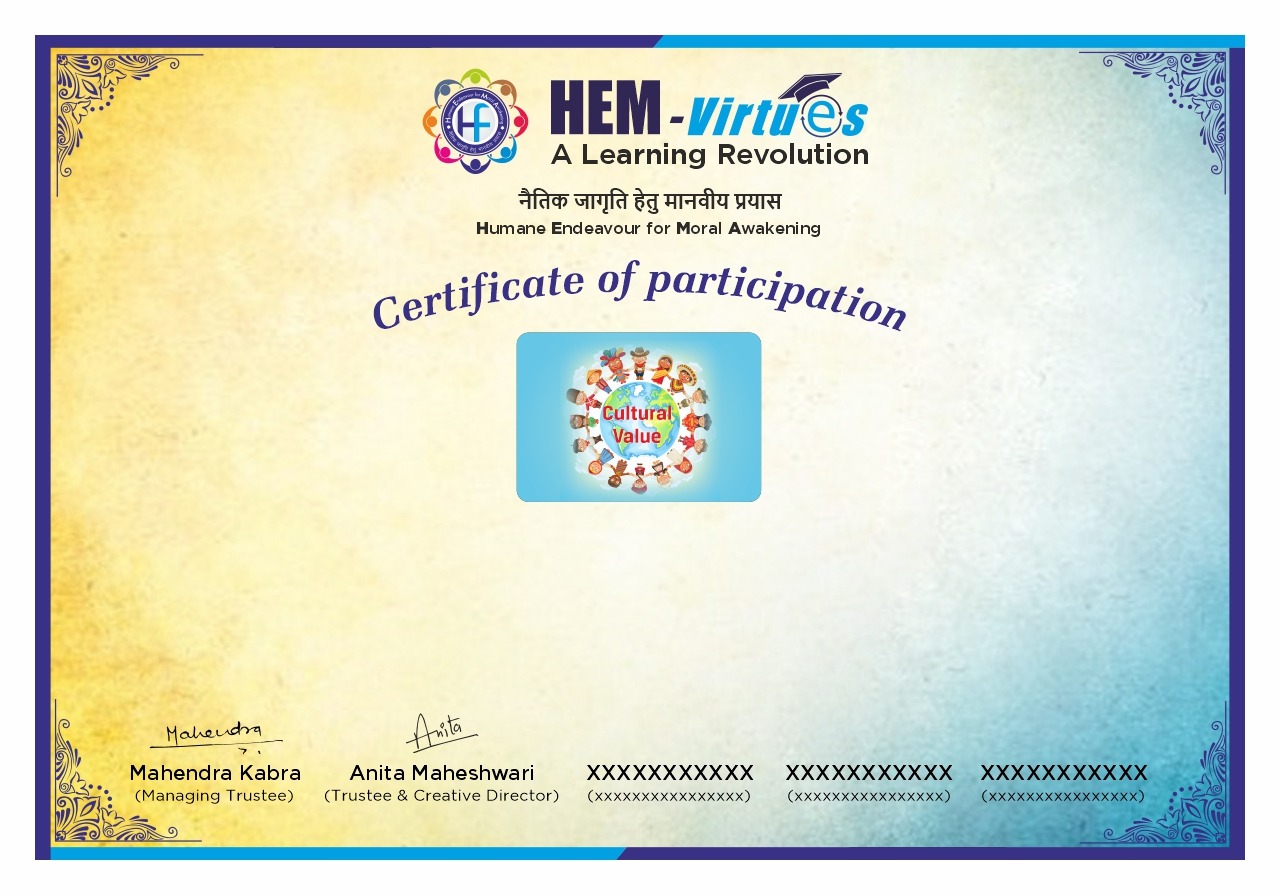 HEM-Virtues
A Learning Revolution
नैतिक जागृति हेतु मानवीय प्रयास
Humane Endeavour for Moral Awakening
Certificate of participation
Cultural
Value
Mahendra
Anita
Mahendra Kabra
(Managing Trustee)
Anita Maheshwari
(Trustee & Creative Director)
XXXXXXXXXXX
(xxxxxxxxxxxxxxxx)
XXXXXXXXXXX
(xxxxxxxxxxxxxxxx)
XXXXXXXXXXX
(xxxxxxxxxxxxxxxx)